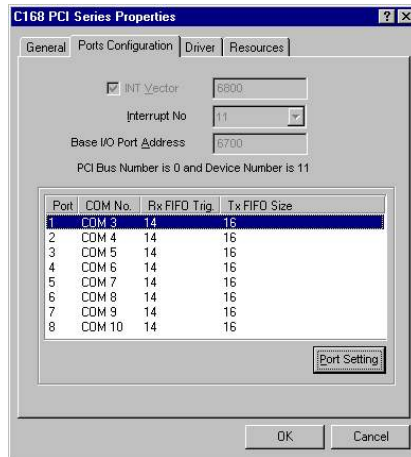 C168 PCI Series Properties
General Ports Configuration Driver Resources
INT Vector 6800
Interrupt No 11
Base I/O Port Address 6700
PCI Bus Number is 0 and Device Number is 11
Port COM No. Rx FIFO Trig. Tx FIFO Size
1 COM 3 14 16
2 COM 4 14 16
3 COM 5 14 16
4 COM 6 14 16
5 COM 7 14 16
6 COM 8 14 16
7 COM 9 14 16
8 COM 10 14 16
Port Setting
OK Cancel